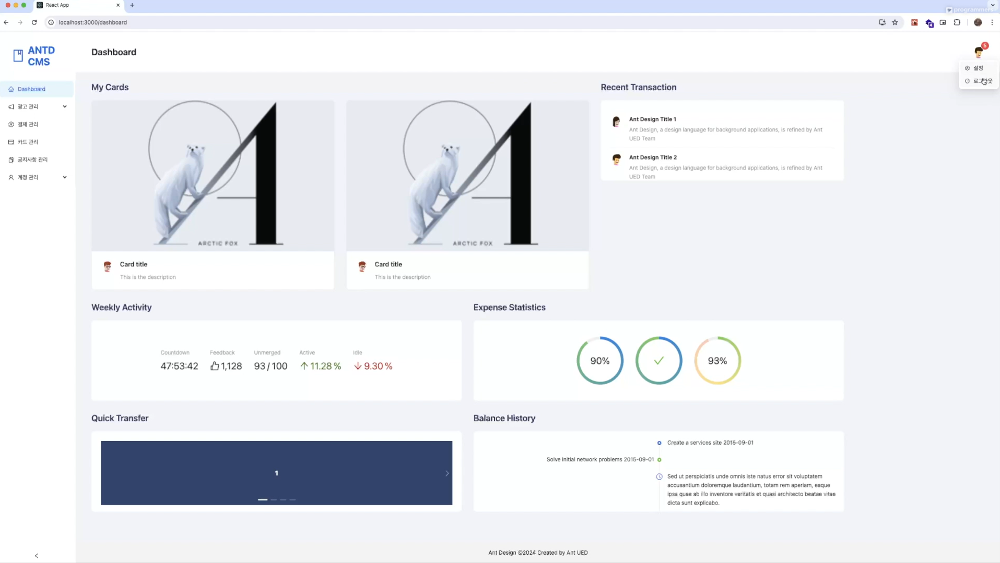 React App
programmers
localhost:3000/dashboard
4
ANTD
CMS
Dashboard
5
설정
로그아웃
Dashboard
광고 관리
결제 관리
카드 관리
공지사항 관리
계정 관리
My Cards
ARCTIC FOX
Card title
This is the description
ARCTIC FOX
Card title
This is the description
Recent Transaction
Ant Design Title 1
Ant Design, a design language for background applications, is refined by Ant
UED Team
Ant Design Title 2
Ant Design, a design language for background applications, is refined by Ant
UED Team
Weekly Activity
Countdown Feedback Unmerged Active Idle
47:53:42 1,128 93 / 100 11.28 % 9.30 %
Expense Statistics
90% 93%
Quick Transfer
1
Balance History
Create a services site 2015-09-01
Solve initial network problems 2015-09-01
Sed ut perspiciatis unde omnis iste natus error sit voluptatem
accusantium doloremque laudantium, totam rem aperiam, eaque
ipsa quae ab illo inventore veritatis et quasi architecto beatae vitae
dicta sunt explicabo.
Ant Design ©2024 Created by Ant UED